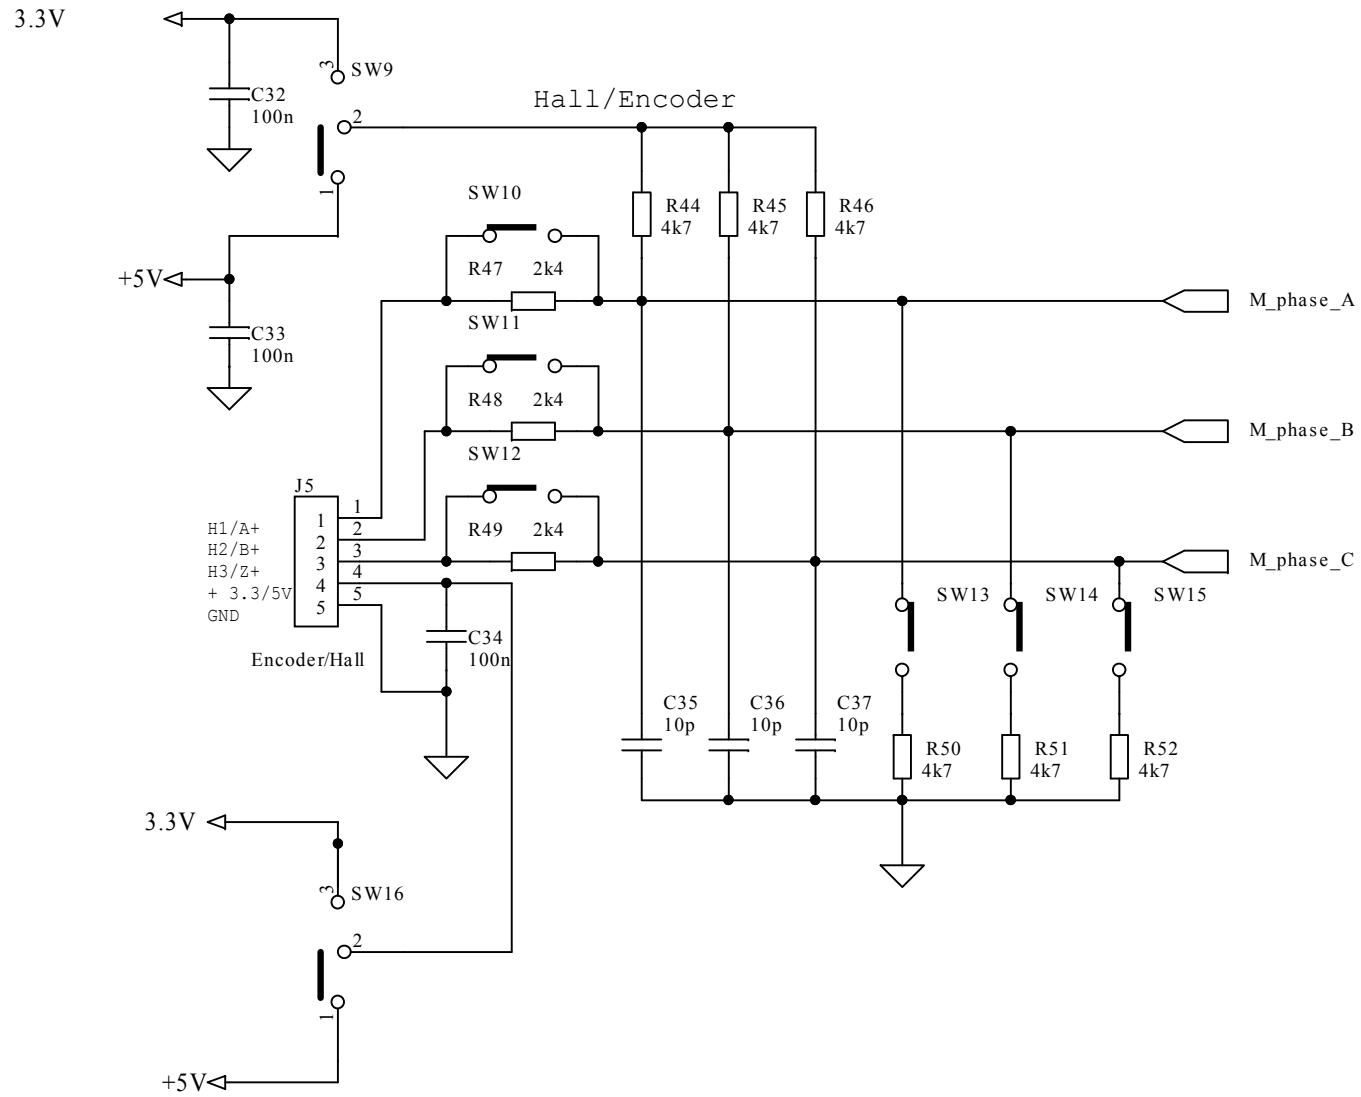 3.3V
3
SW9
C32
100n
Hall/Encoder
2
1
SW10
R44
4k7
R45
4k7
R46
4k7
+5V
R47 2k4
C33
100n
SW11
M_phase_A
R48 2k4
SW12
M_phase_B
J5
R49 2k4
H1/A+
H2/B+
H3/Z+
+ 3.3/5V
GND
1
2
3
4
5
1
2
3
4
5
M_phase_C
SW13
SW14
SW15
C34
100n
Encoder/Hall
C35
10p
C36
10p
C37
10p
R50
4k7
R51
4k7
R52
4k7
3.3V
3
SW16
2
1
+5V